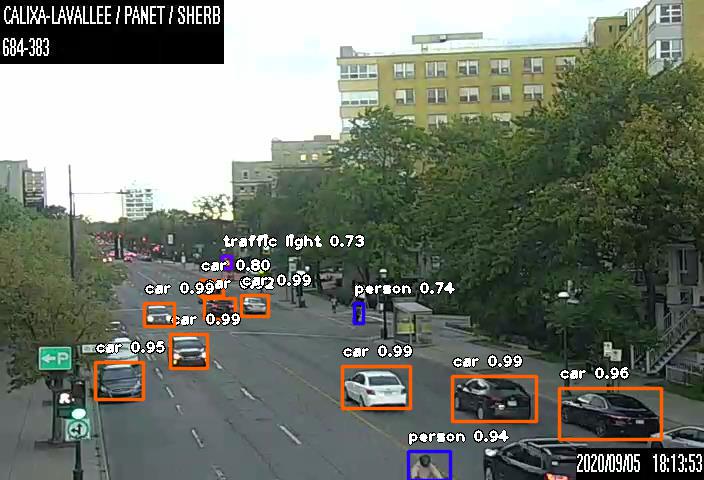 CALIXA-LAVALLEE / PANET / SHERB
684-383
traffic light 0.73
car 0.80
car 0.99
car 0.99
person 0.74
car 0.99
car 0.95
car 0.99
car 0.99
car 0.96
person 0.94
P
2020/09/05 18:13:53